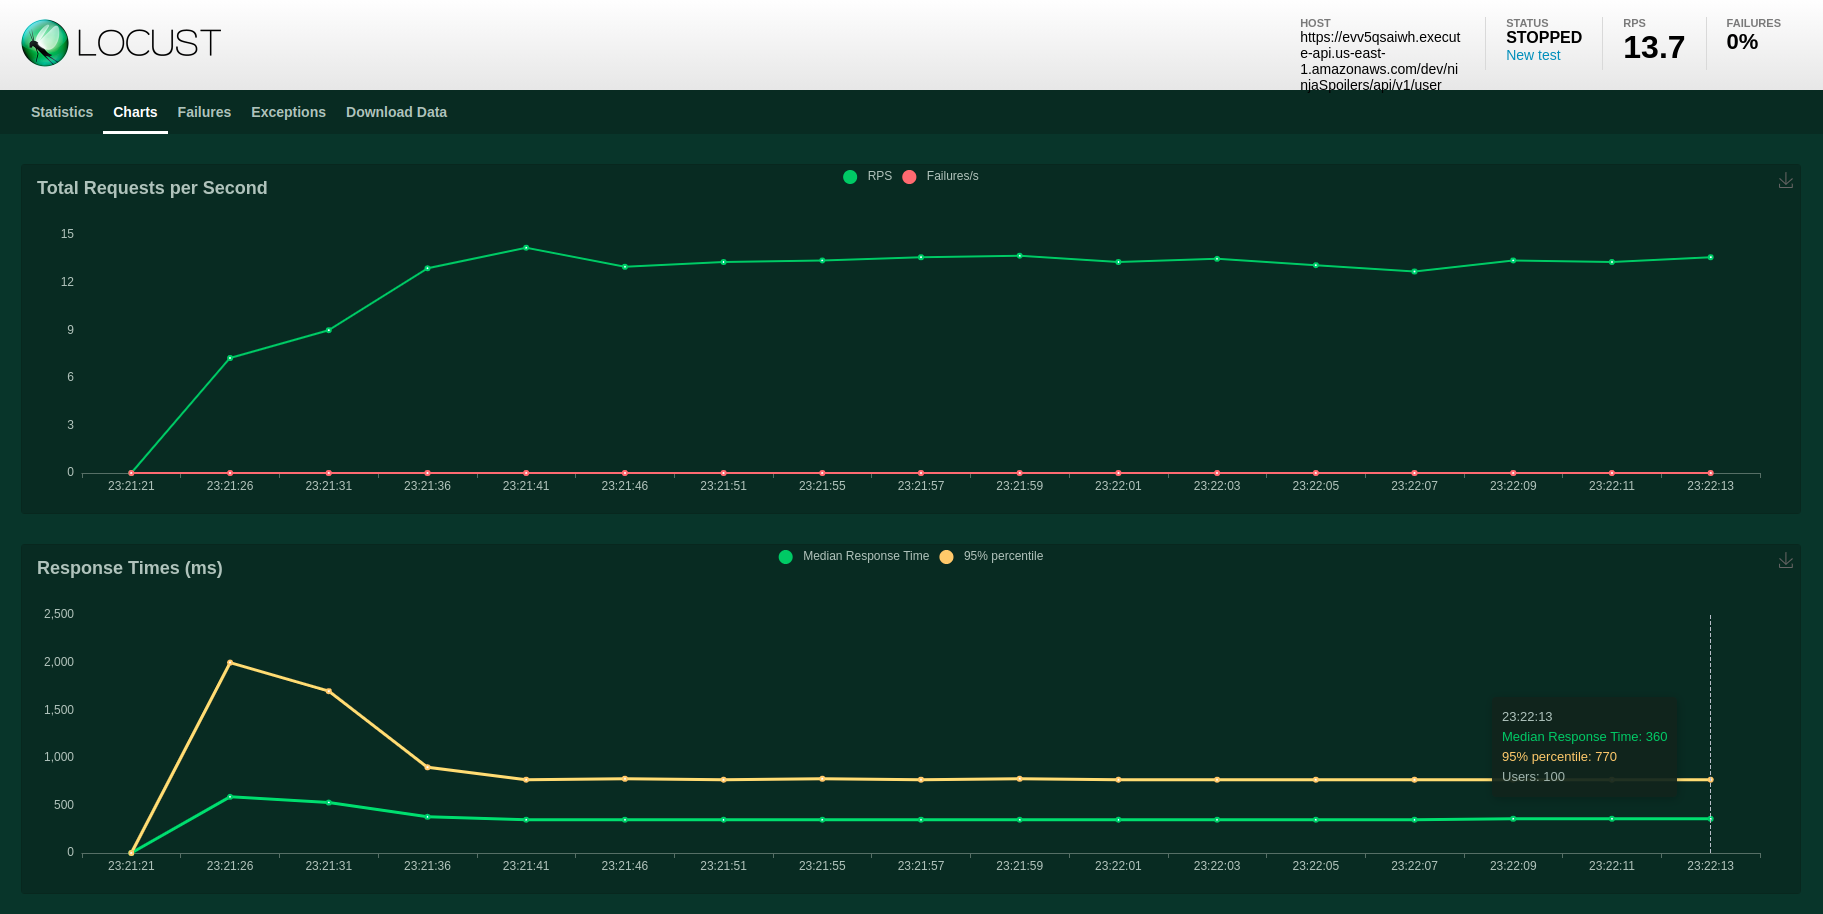 LOCUST
HOST
https://evv5qsaiwh.execut
e-api.us-east-
1.amazonaws.com/dev/ni
njaSpoilers/api/v1/user
STATUS
STOPPED
New test
RPS
13.7
FAILURES
0%
Statistics Charts Failures Exceptions Download Data
Total Requests per Second
RPS Failures/s
15
12
9
6
3
0
23:21:21 23:21:26 23:21:31 23:21:36 23:21:41 23:21:46 23:21:51 23:21:55 23:21:57 23:21:59 23:22:01 23:22:03 23:22:05 23:22:07 23:22:09 23:22:11 23:22:13
Response Times (ms)
Median Response Time 95% percentile
2,500
2,000
1,500
1,000
500
0
23:22:13
Median Response Time: 360
95% percentile: 770
Users: 100
23:21:21 23:21:26 23:21:31 23:21:36 23:21:41 23:21:46 23:21:51 23:21:55 23:21:57 23:21:59 23:22:01 23:22:03 23:22:05 23:22:07 23:22:09 23:22:11 23:22:13